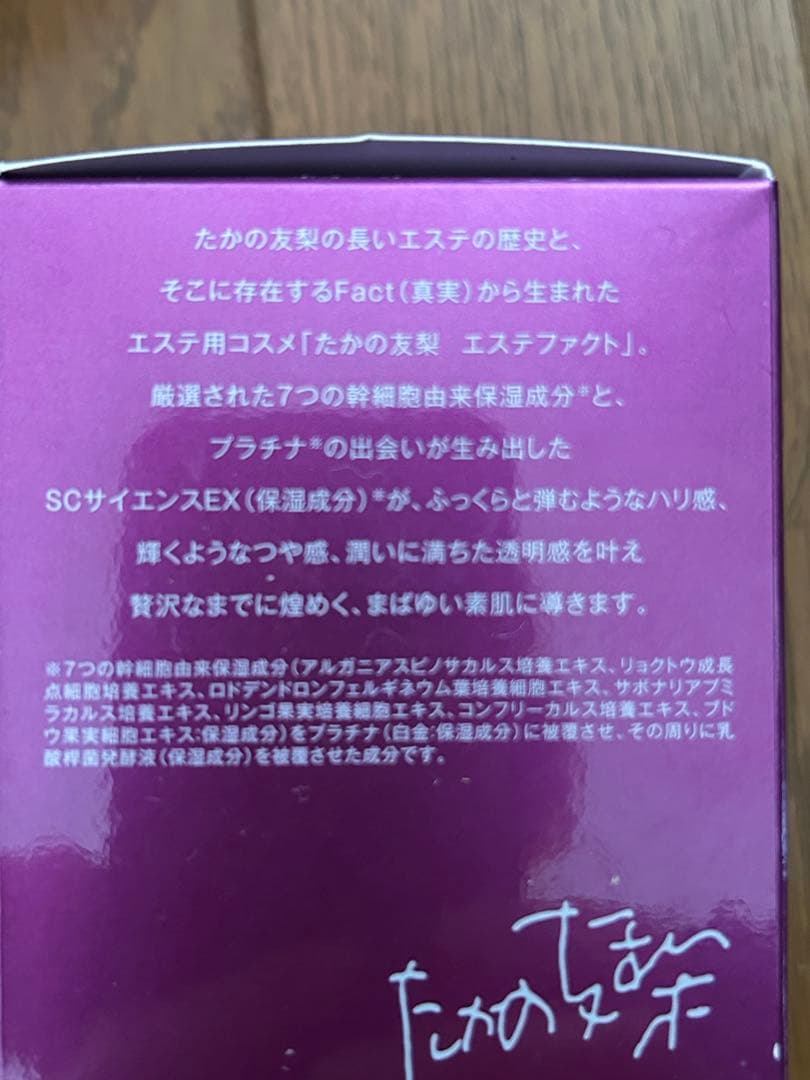 たかの友梨の長いエステの歴史と、
そこに存在するFact（真実）から生まれた
エステ用コスメ「たかの友梨　エステファクト」。
厳選された7つの幹細胞由来保湿成分※と、
プラチナ※の出会いが生み出した
SCサイエンスEX（保湿成分）※が、ふっくらと弾むようなハリ感、
輝くようなつや感、潤いに満ちた透明感を叶え
贅沢なまでに煌めく、まばゆい素肌に導きます。
※7つの幹細胞由来保湿成分（アルガニアスピノサカルス培養エキス、リョクトウ成長
点細胞培養エキス、ロドデンドロンフェルギネウム葉培養細胞エキス、サポナリアプミ
ラカルス培養エキス、リンゴ果実培養細胞エキス、コンフリーカルス培養エキス、ブド
ウ果実細胞エキス:保湿成分）をプラチナ（白金:保湿成分）に被覆させ、その周りに乳
酸桿菌発酵液（保湿成分）を被覆させた成分です。
たかの友梨